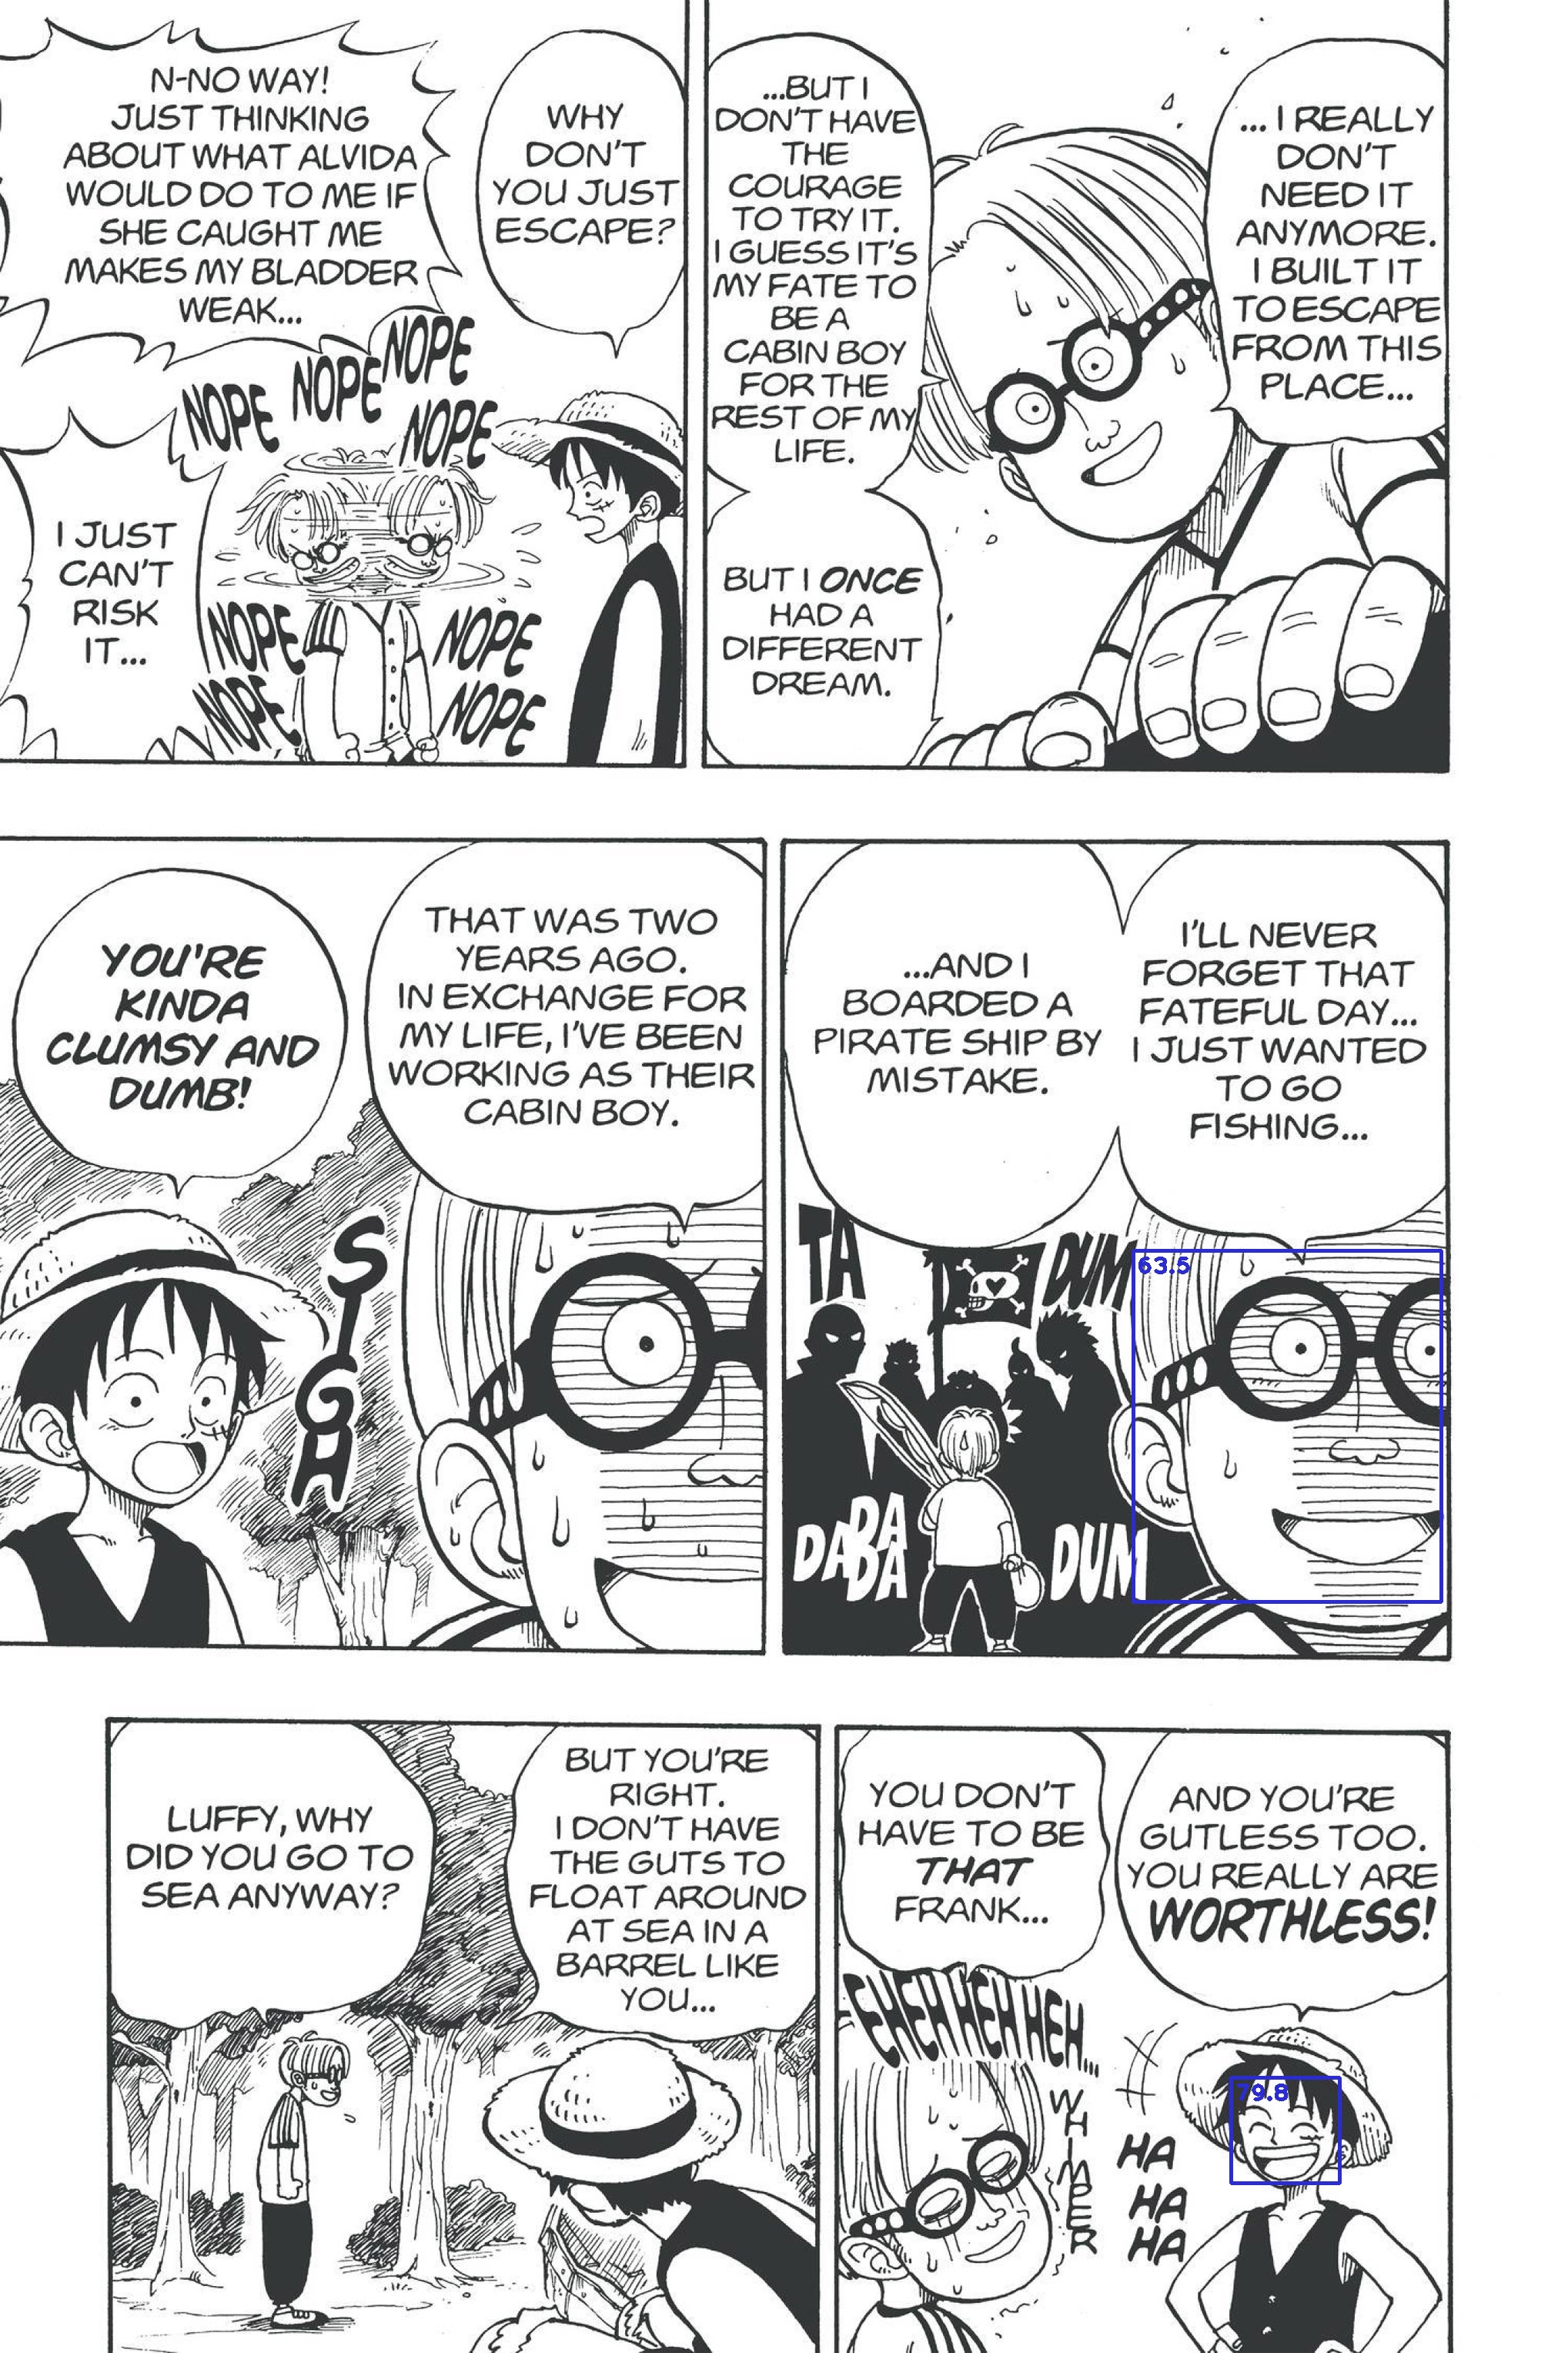 ...I REALLY
DON'T
NEED IT
ANYMORE.
I BUILT IT
TO ESCAPE
FROM THIS
PLACE...
...BUT I
DON'T HAVE
THE
COURAGE
TO TRY IT.
I GUESS IT'S
MY FATE TO
BE A
CABIN BOY
FOR THE
REST OF MY
LIFE.
BUT I ONCE
HAD A
DIFFERENT
DREAM.
WHY
DON'T
YOU JUST
ESCAPE?
N-NO WAY!
JUST THINKING
ABOUT WHAT ALVIDA
WOULD DO TO ME IF
SHE CAUGHT ME
MAKES MY BLADDER
WEAK...
NOPE
NOPE
NOPE
NOPE
NOPE
NOPE
NOPE
NOPE
I JUST
CAN'T
RISK
IT...
I'LL NEVER
FORGET THAT
FATEFUL DAY...
I JUST WANTED
TO GO
FISHING...
...AND I
BOARDED A
PIRATE SHIP BY
MISTAKE.
TA
DUM
DA
DA
BA
DUM
63.5
THAT WAS TWO
YEARS AGO.
IN EXCHANGE FOR
MY LIFE, I'VE BEEN
WORKING AS THEIR
CABIN BOY.
SIGH
YOU'RE
KINDA
CLUMSY AND
DUMB!
AND YOU'RE
GUTLESS TOO.
YOU REALLY ARE
WORTHLESS!
YOU DON'T
HAVE TO BE
THAT
FRANK...
EHEH HEH HEH...
WHIMPER
79.8
HA
HA
HA
BUT YOU'RE
RIGHT.
I DON'T HAVE
THE GUTS TO
FLOAT AROUND
AT SEA IN A
BARREL LIKE
YOU...
LUFFY, WHY
DID YOU GO TO
SEA ANYWAY?